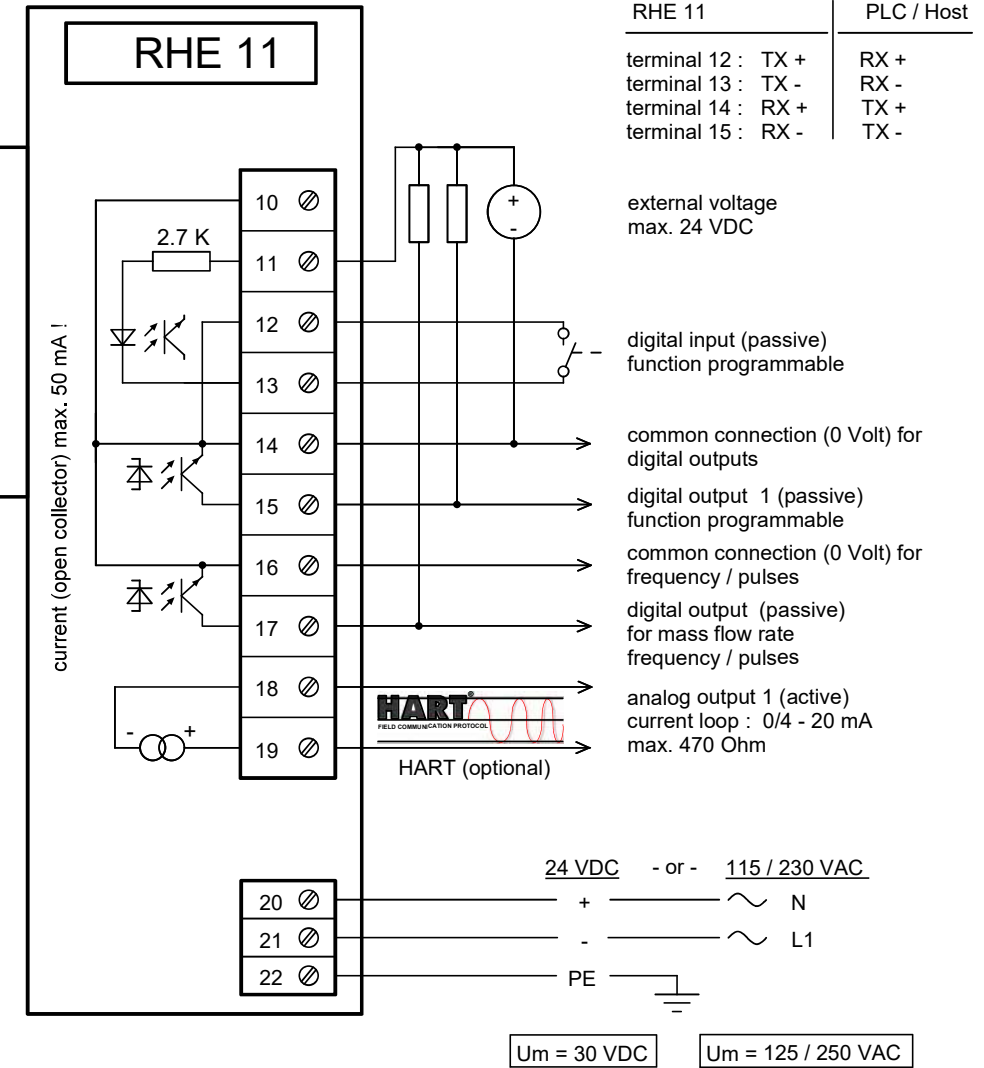 RHE 11
RHE 11 PLC / Host
terminal 12 : TX + RX +
terminal 13 : TX - RX -
terminal 14 : RX + TX +
terminal 15 : RX - TX -
current (open collector) max. 50 mA !
2.7 K
10
11
12
13
14
15
16
17
18
19
+
-
external voltage
max. 24 VDC
digital input (passive)
function programmable
common connection (0 Volt) for
digital outputs
digital output 1 (passive)
function programmable
common connection (0 Volt) for
frequency / pulses
digital output (passive)
for mass flow rate
frequency / pulses
analog output 1 (active)
current loop : 0/4 - 20 mA
max. 470 Ohm
- +
HART®
FIELD COMMUNICATION PROTOCOL
HART (optional)
24 VDC - or - 115 / 230 VAC
20 + N
21 - L1
22 PE
Um = 30 VDC Um = 125 / 250 VAC